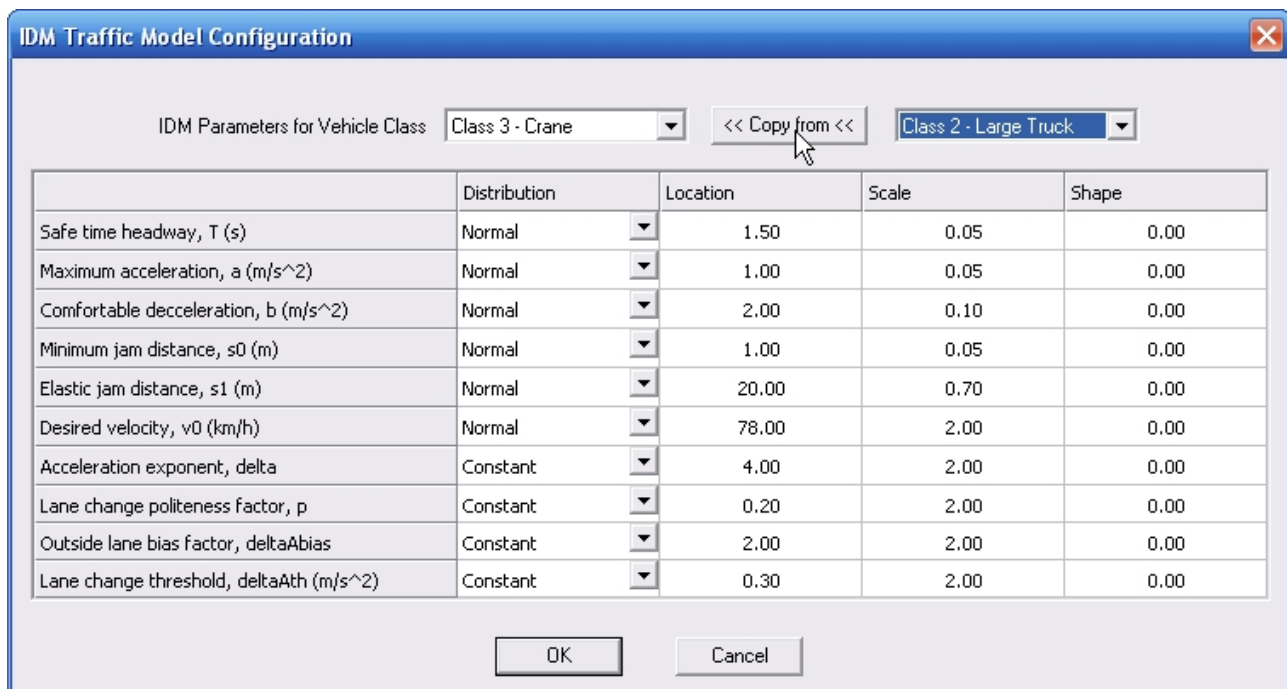 IDM Traffic Model Configuration
IDM Parameters for Vehicle Class Class 3 - Crane << Copy from << Class 2 - Large Truck
Distribution Location Scale Shape
Safe time headway, T (s) Normal 1.50 0.05 0.00
Maximum acceleration, a (m/s^2) Normal 1.00 0.05 0.00
Comfortable decceleration, b (m/s^2) Normal 2.00 0.10 0.00
Minimum jam distance, s0 (m) Normal 1.00 0.05 0.00
Elastic jam distance, s1 (m) Normal 20.00 0.70 0.00
Desired velocity, v0 (km/h) Normal 78.00 2.00 0.00
Acceleration exponent, delta Constant 4.00 2.00 0.00
Lane change politeness factor, p Constant 0.20 2.00 0.00
Outside lane bias factor, deltaAbias Constant 2.00 2.00 0.00
Lane change threshold, deltaAth (m/s^2) Constant 0.30 2.00 0.00
OK Cancel